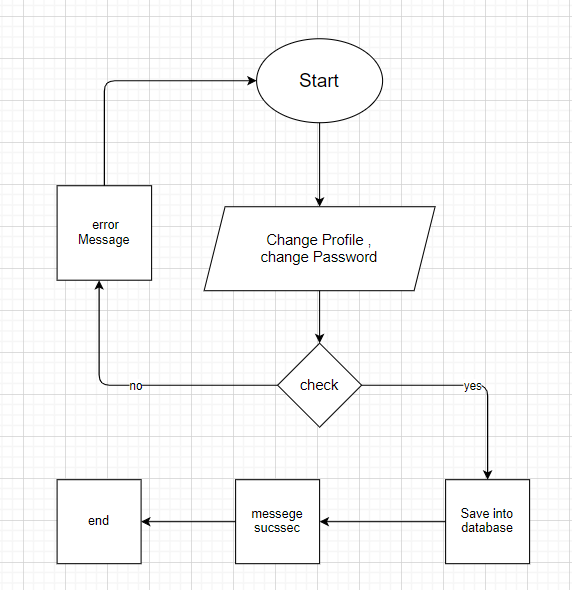 Start
error
Message
Change Profile ,
change Password
check
no
yes
end
messege
sucssec
Save into
database